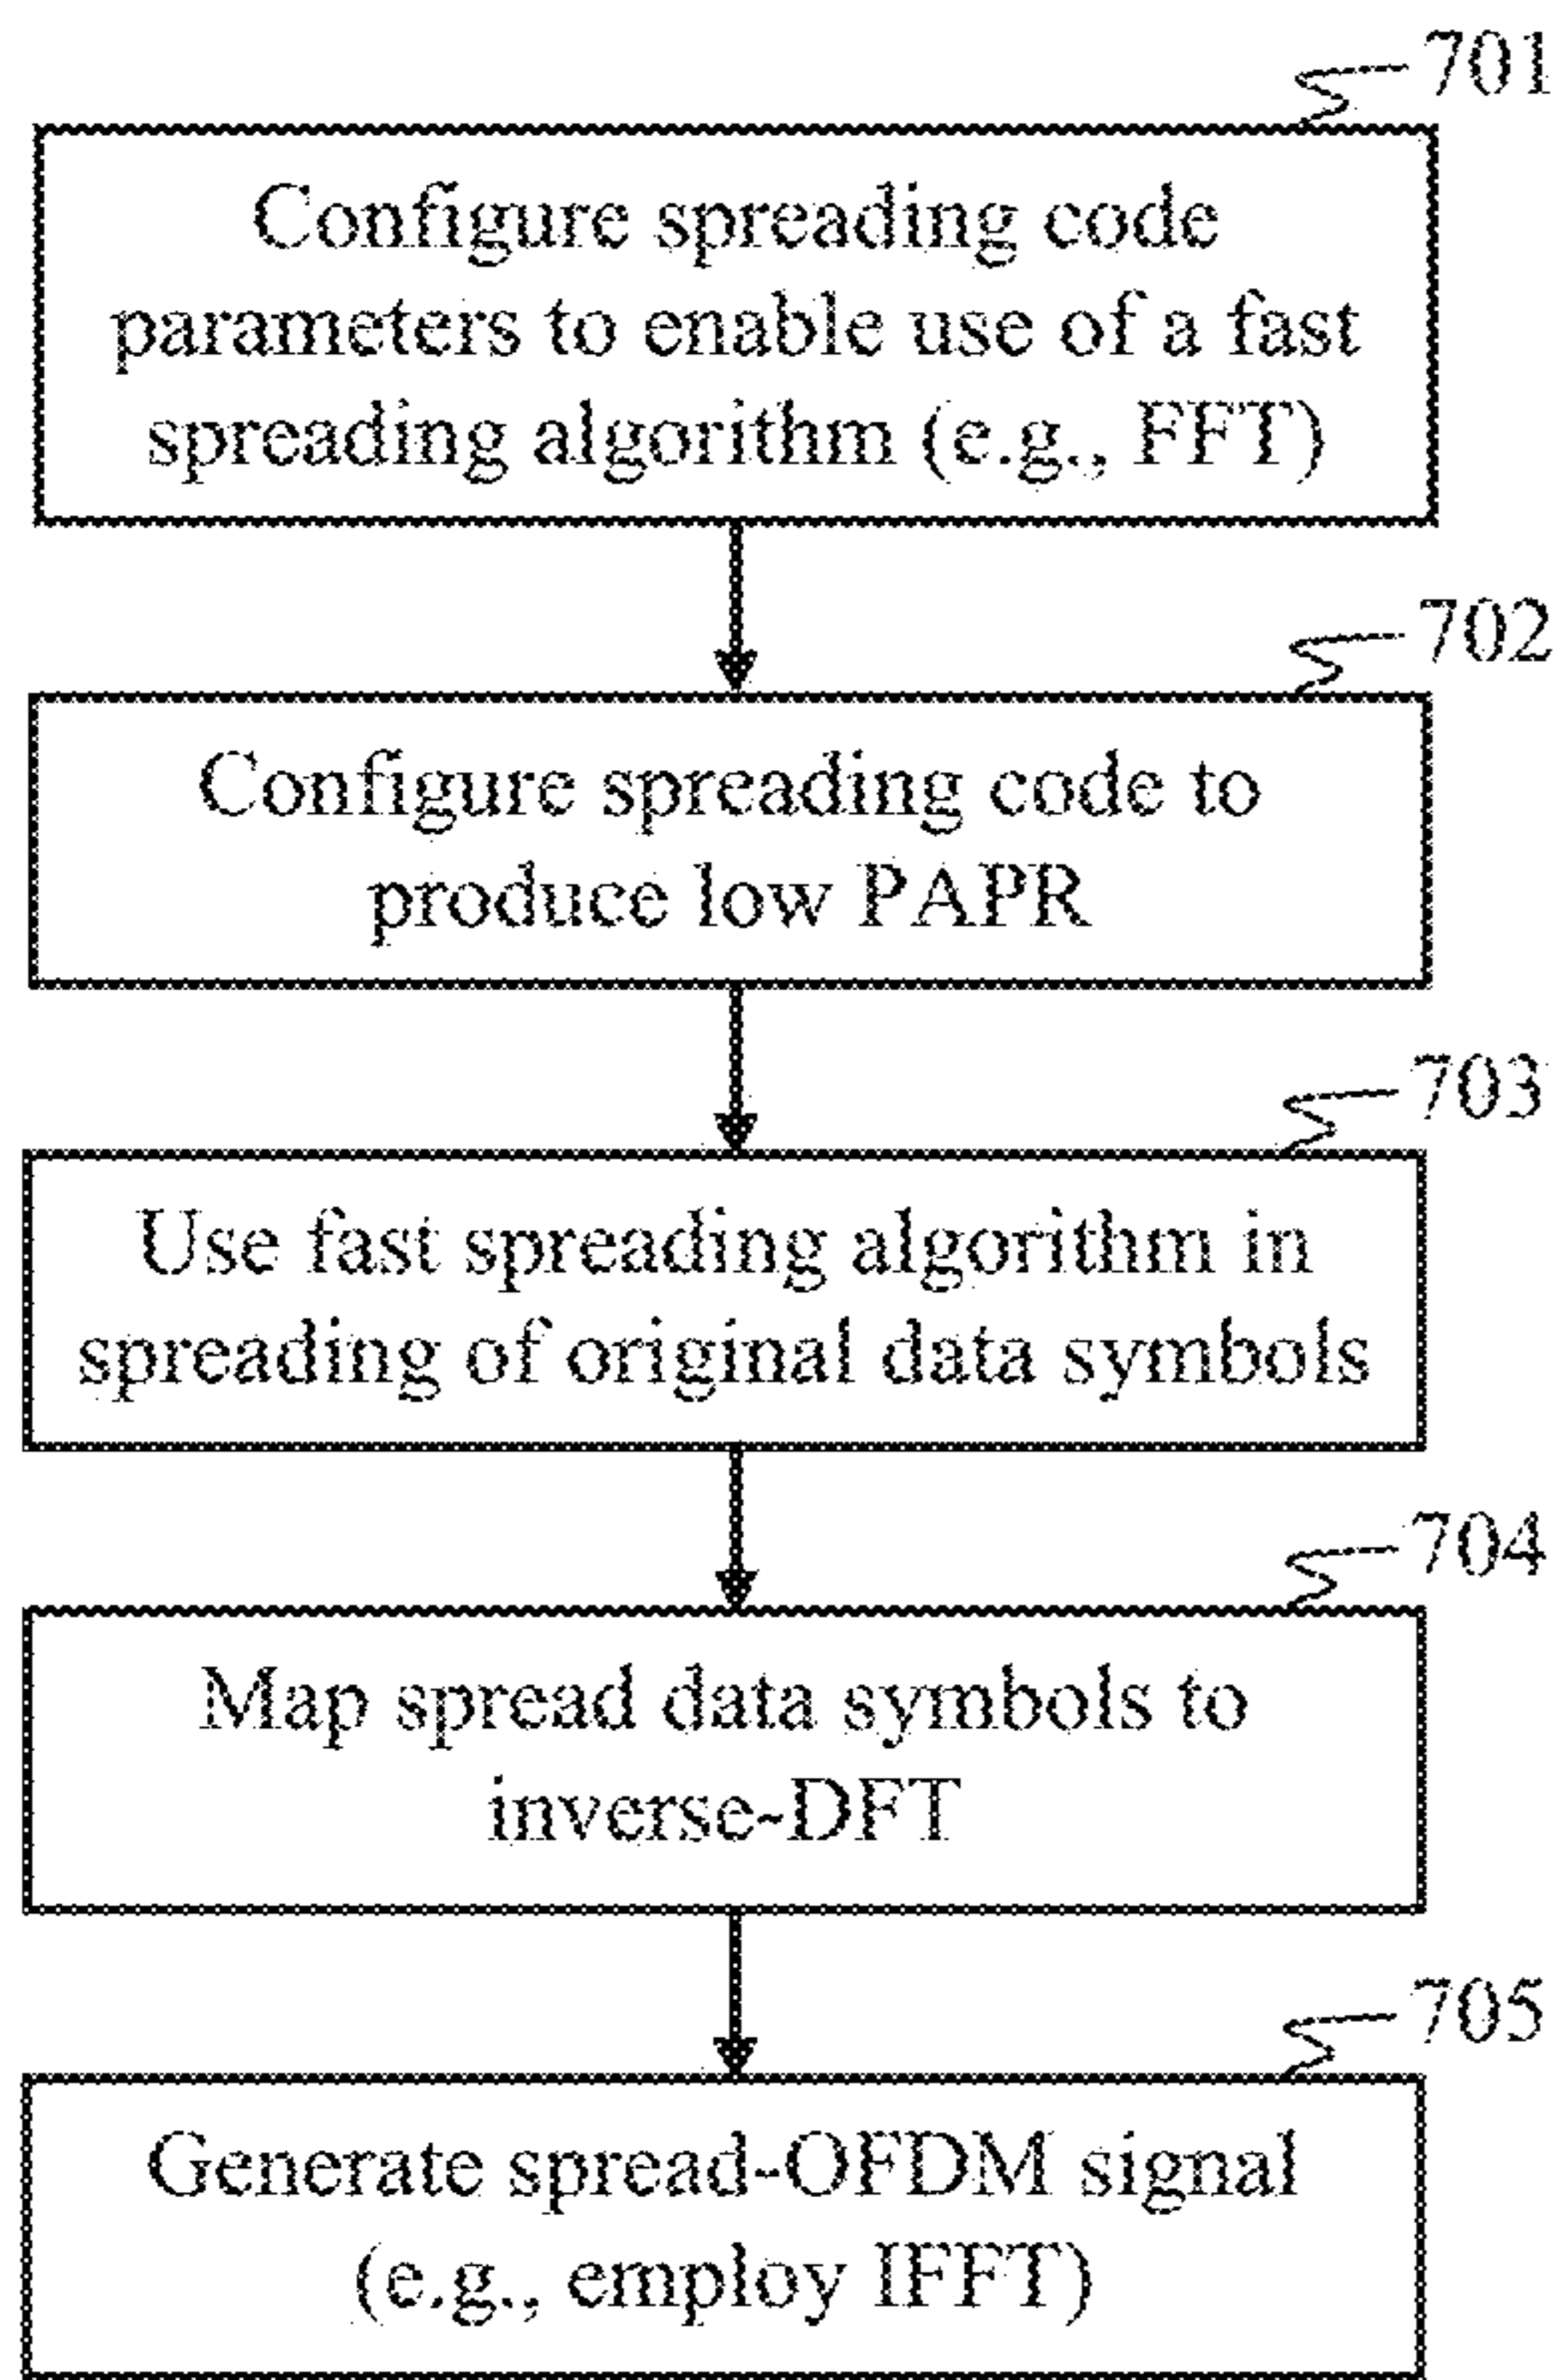 701
Configure spreading code
parameters to enable use of a fast
spreading algorithm (e.g., FFT)
702
Configure spreading code to
produce low PAPR
703
Use fast spreading algorithm in
spreading of original data symbols
704
Map spread data symbols to
inverse-DFT
705
Generate spread-OFDM signal
(e.g., employ IFFT)